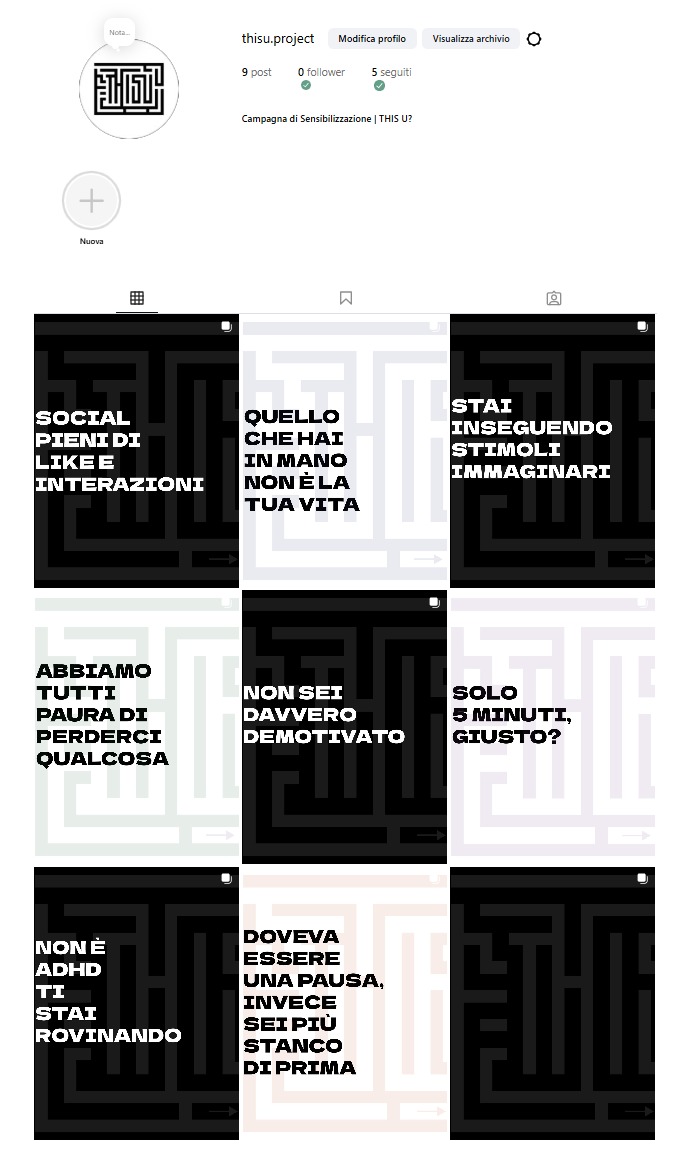 Nota...
thisu.project Modifica profilo Visualizza archivio
9 post 0 follower 5 seguiti
Campagna di Sensibilizzazione | THIS U?
Nuova
SOCIAL
PIENI DI
LIKE E
INTERAZIONI
QUELLO
CHE HAI
IN MANO
NON È LA
TUA VITA
STAI
INSEGUENDO
STIMOLI
IMMAGINARI
ABBIAMO
TUTTI
PAURA DI
PERDERCI
QUALCOSA
NON SEI
DAVVERO
DEMOTIVATO
SOLO
5 MINUTI,
GIUSTO?
NON È
ADHD
TI
STAI
ROVINANDO
DOVEVA
ESSERE
UNA PAUSA,
INVECE
SEI PIÙ
STANCO
DI PRIMA